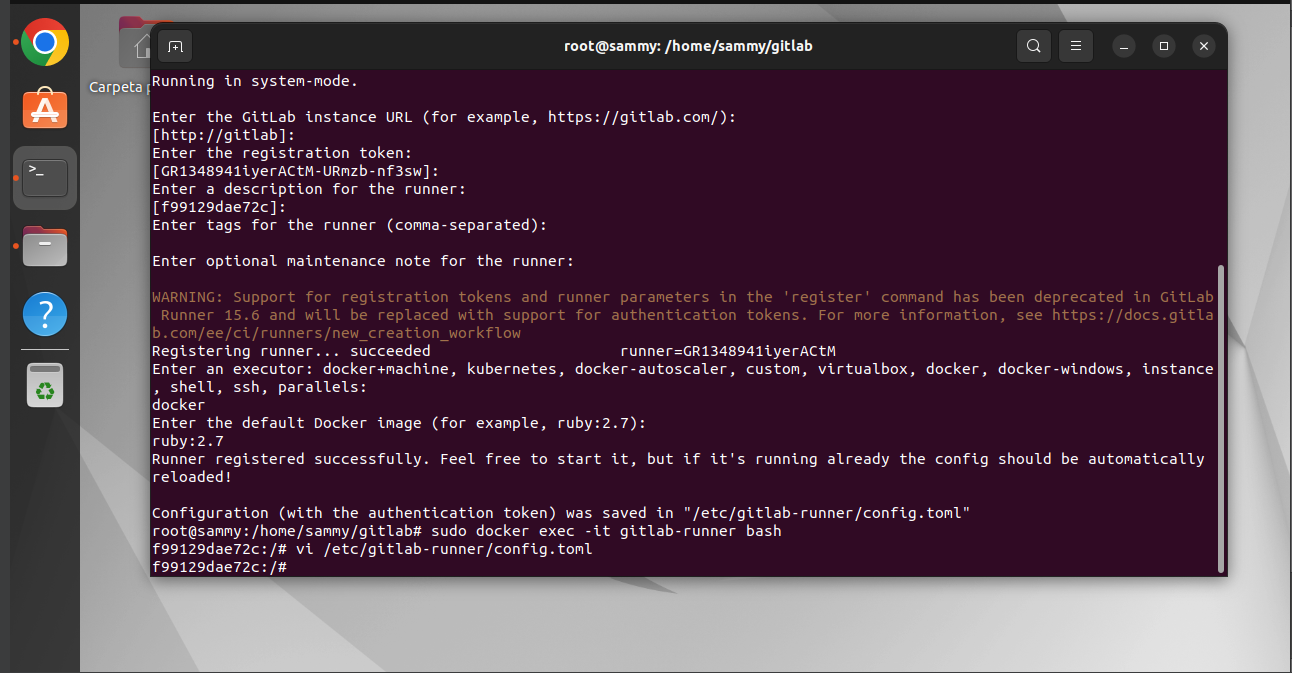 root@sammy: /home/sammy/gitlab
Carpeta
Running in system-mode.
Enter the GitLab instance URL (for example, https://gitlab.com/):
[http://gitlab]:
Enter the registration token:
[GR1348941iyerACtM-URmzb-nf3sw]:
Enter a description for the runner:
[f99129dae72c]:
Enter tags for the runner (comma-separated):
Enter optional maintenance note for the runner:
WARNING: Support for registration tokens and runner parameters in the 'register' command has been deprecated in GitLab
Runner 15.6 and will be replaced with support for authentication tokens. For more information, see https://docs.gitla
b.com/ee/ci/runners/new_creation_workflow
Registering runner... succeeded                     runner=GR1348941iyerACtM
Enter an executor: docker+machine, kubernetes, docker-autoscaler, custom, virtualbox, docker, docker-windows, instance
, shell, ssh, parallels:
docker
Enter the default Docker image (for example, ruby:2.7):
ruby:2.7
Runner registered successfully. Feel free to start it, but if it's running already the config should be automatically
reloaded!
Configuration (with the authentication token) was saved in "/etc/gitlab-runner/config.toml"
root@sammy:/home/sammy/gitlab# sudo docker exec -it gitlab-runner bash
f99129dae72c:/# vi /etc/gitlab-runner/config.toml
f99129dae72c:/#